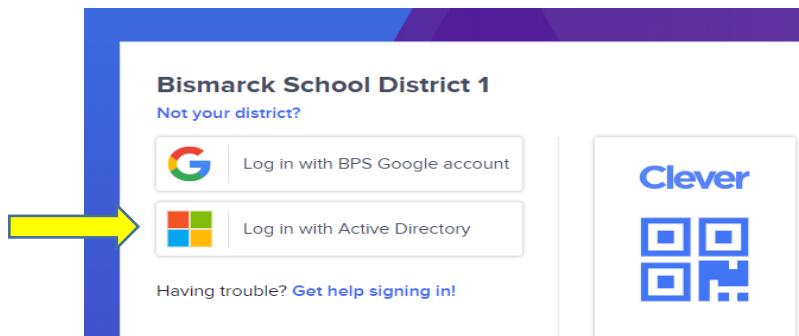 Bismarck School District 1
Not your district?
Log in with BPS Google account
Log in with Active Directory
Having trouble? Get help signing in!
Clever